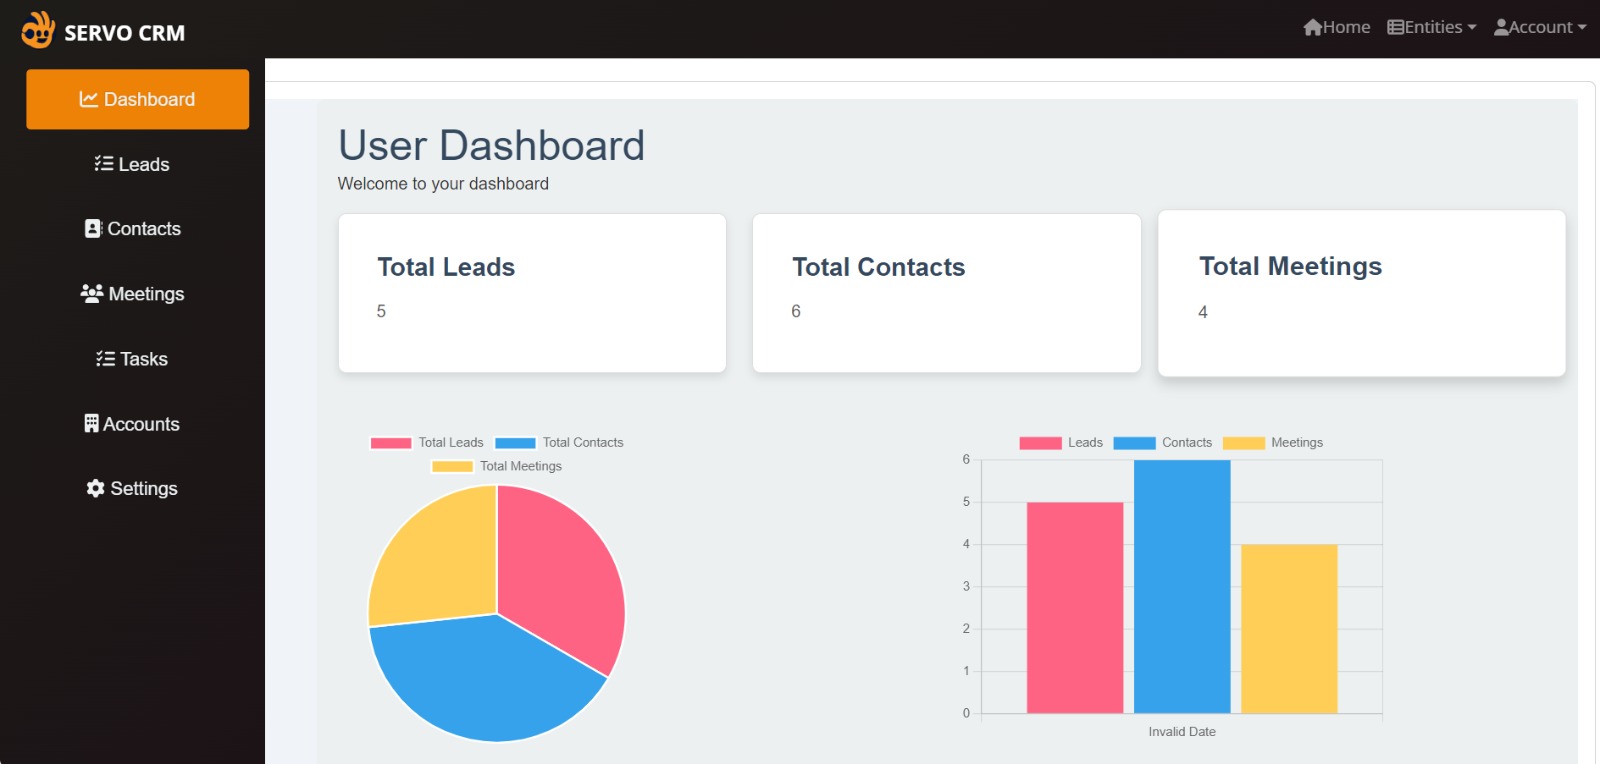 SERVO CRM
Home Entities Account
Dashboard
Leads
Contacts
Meetings
Tasks
Accounts
Settings
User Dashboard
Welcome to your dashboard
Total Leads
5
Total Contacts
6
Total Meetings
4
Total Leads Total Contacts
Total Meetings
Leads Contacts Meetings
6
5
4
3
2
1
0
Invalid Date